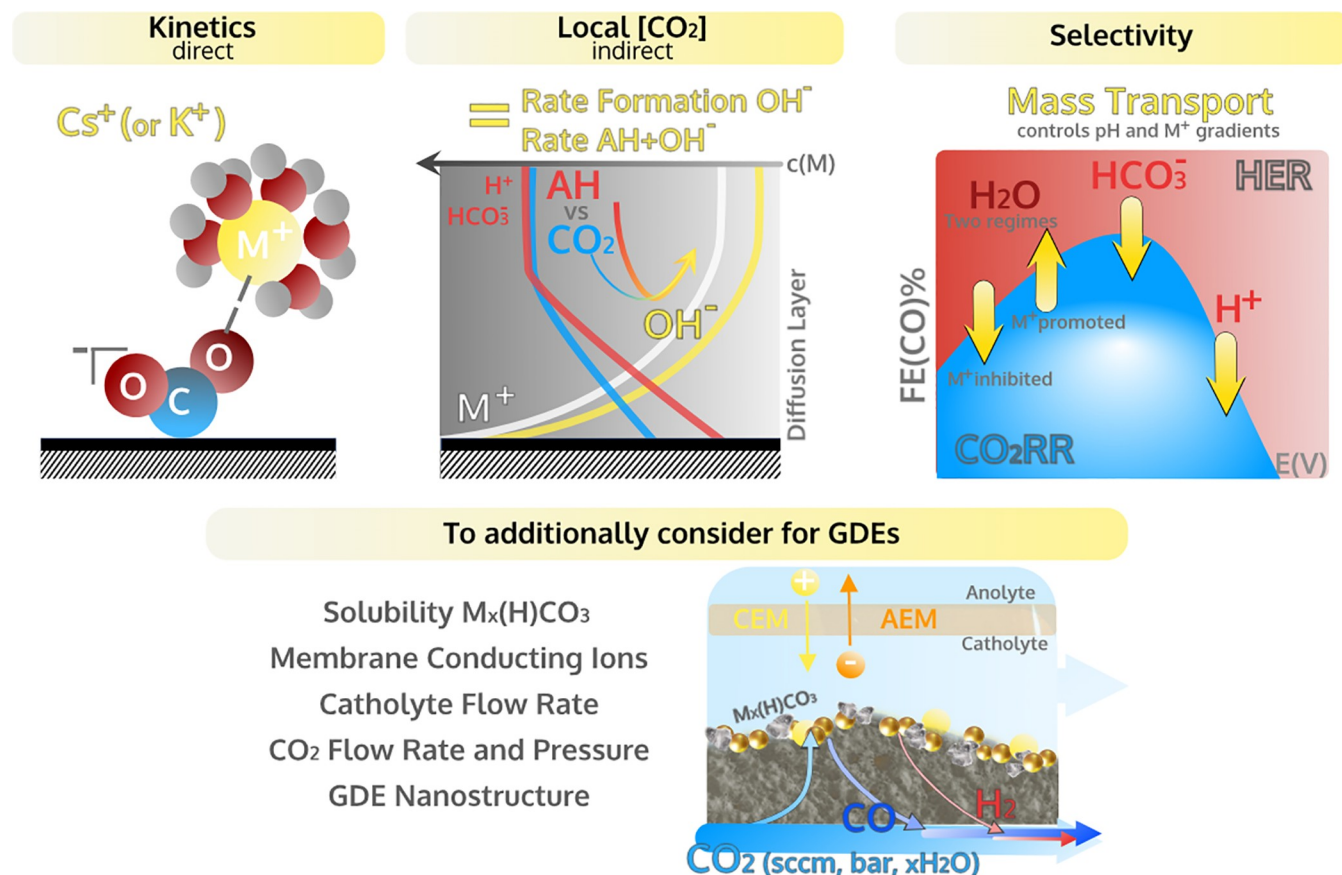 Kinetics
direct
Cs⁺ (or K⁺)
M⁺
O
O
C
Local [CO₂]
indirect
= Rate Formation OH⁻
Rate AH+OH⁻
c(M)
H⁺
HCO₃⁻
AH
vs
CO₂
OH⁻
M⁺
Diffusion Layer
Selectivity
Mass Transport
controls pH and M⁺ gradients
HCO₃⁻
HER
H₂O
Two regimes
H⁺
M⁺promoted
M⁺inhibited
FE(CO)%
CO₂RR
E(V)
To additionally consider for GDEs
Solubility Mₓ(H)CO₃
Membrane Conducting Ions
Catholyte Flow Rate
CO₂ Flow Rate and Pressure
GDE Nanostructure
+
Anolyte
CEM
AEM
Catholyte
-
Mₓ(H)CO₃
CO
H₂
CO₂ (sccm, bar, xH₂O)